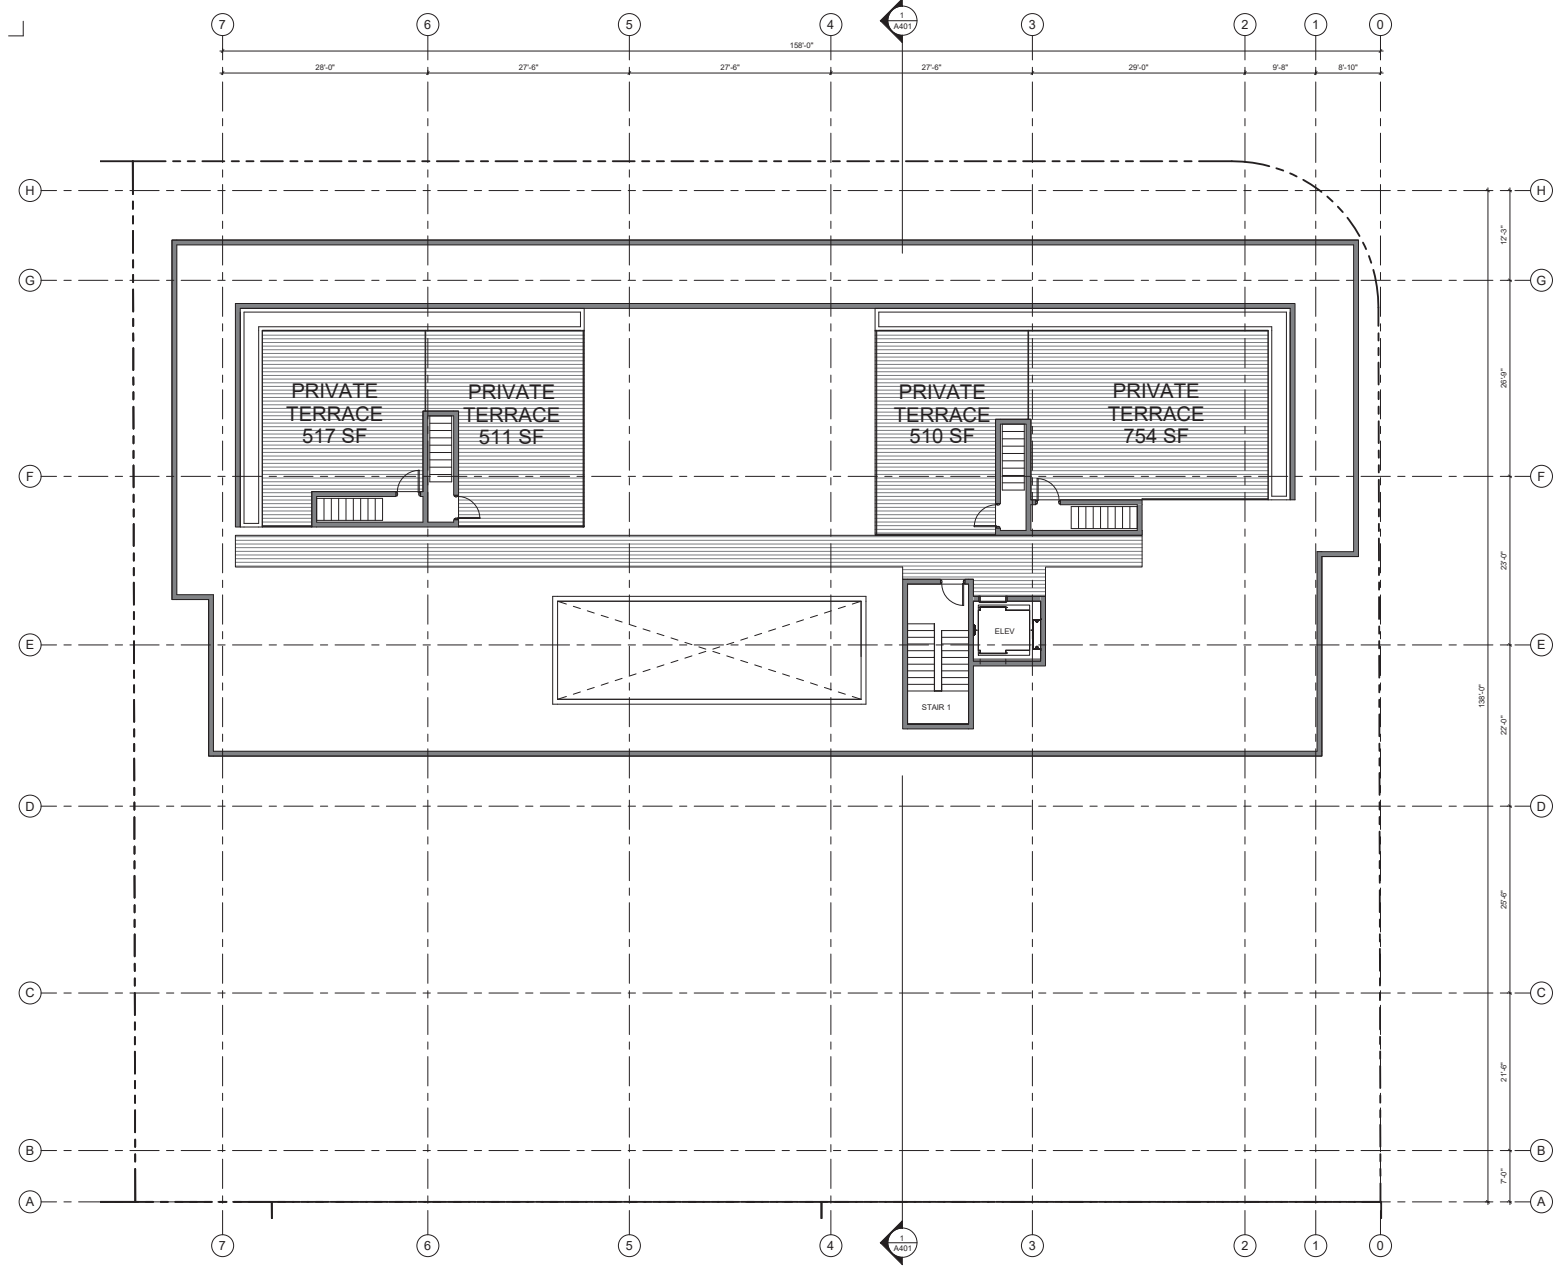 7
6
5
4
1
A401
3
2
1
0
158'-0"
28'-0"
27'-6"
27'-6"
27'-6"
29'-0"
9'-8"
8'-10"
H
H
12'-3"
G
G
26'-9"
PRIVATE
TERRACE
517 SF
PRIVATE
TERRACE
511 SF
PRIVATE
TERRACE
510 SF
PRIVATE
TERRACE
754 SF
F
F
23'-0"
ELEV
E
E
138'-0"
STAIR 1
22'-0"
D
D
25'-6"
C
C
21'-6"
B
B
7'-0"
A
A
7
6
5
4
1
A401
3
2
1
0